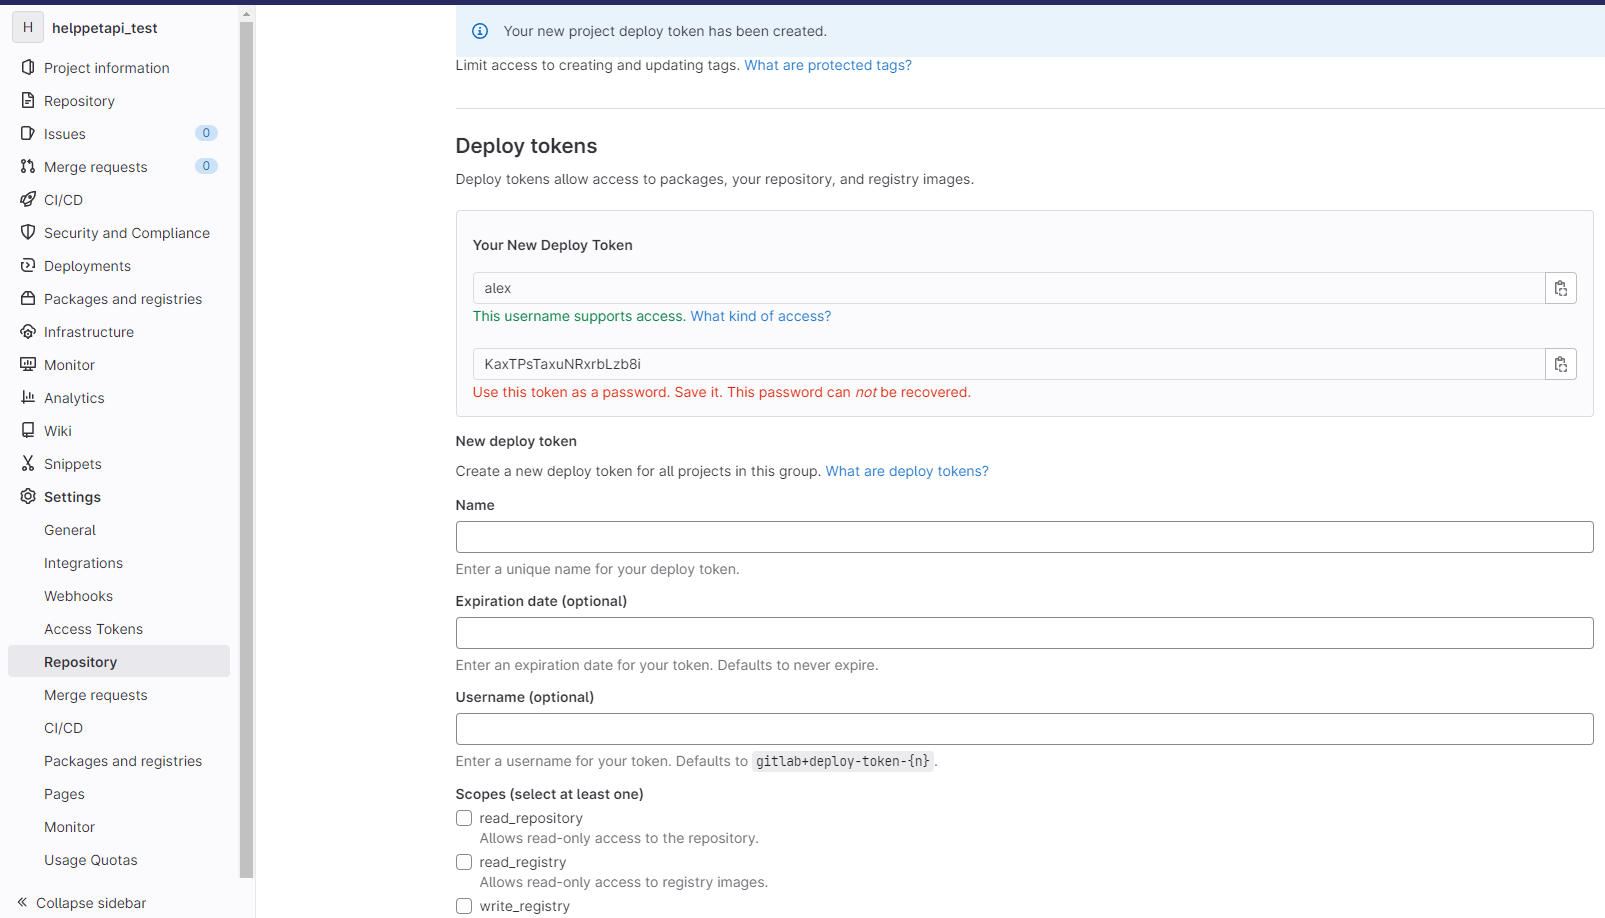 H helppetapi_test
Project information
Repository
Issues 0
Merge requests 0
CI/CD
Security and Compliance
Deployments
Packages and registries
Infrastructure
Monitor
Analytics
Wiki
Snippets
Settings
General
Integrations
Webhooks
Access Tokens
Repository
Merge requests
CI/CD
Packages and registries
Pages
Monitor
Usage Quotas
Collapse sidebar
Your new project deploy token has been created.
Limit access to creating and updating tags. What are protected tags?
Deploy tokens
Deploy tokens allow access to packages, your repository, and registry images.
Your New Deploy Token
alex
This username supports access. What kind of access?
KaxTPsTaxuNRxrbLzb8i
Use this token as a password. Save it. This password can not be recovered.
New deploy token
Create a new deploy token for all projects in this group. What are deploy tokens?
Name
Enter a unique name for your deploy token.
Expiration date (optional)
Enter an expiration date for your token. Defaults to never expire.
Username (optional)
Enter a username for your token. Defaults to gitlab+deploy-token-{n}.
Scopes (select at least one)
read_repository
Allows read-only access to the repository.
read_registry
Allows read-only access to registry images.
write_registry